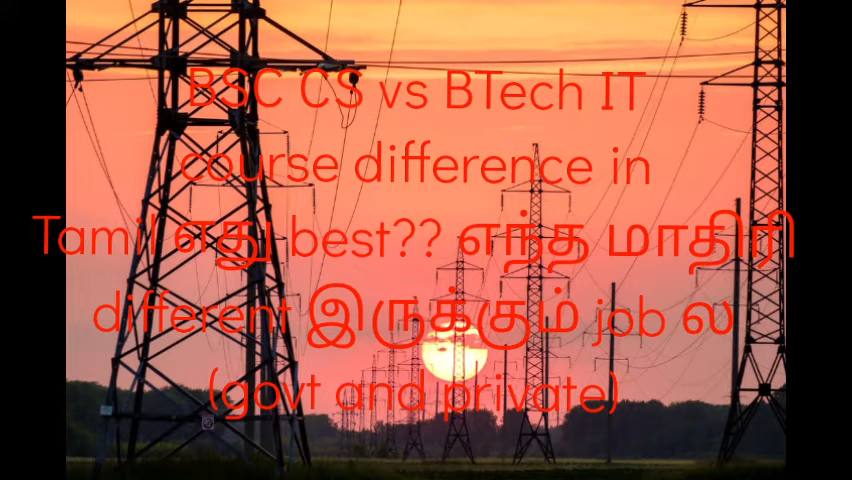 BSC CS vs BTech IT
course difference in
Tamil எது best?? எந்த மாதிரி
different இருக்கும் job ல
(govt and private)